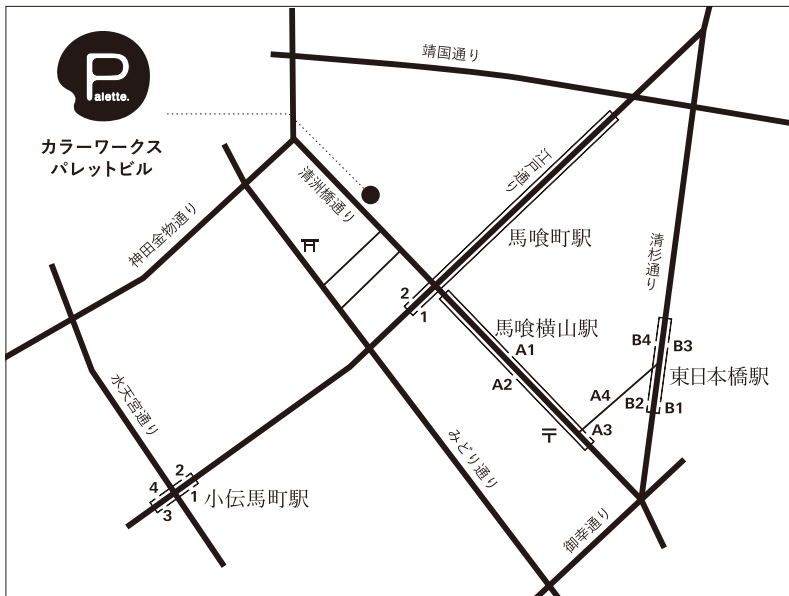 Palette.
カラーワークス
パレットビル
靖国通り
江戸通り
清洲橋通り
神田金物通り
馬喰町駅
清杉通り
2
1
馬喰横山駅
A1
A2
B4
B3
東日本橋駅
A4
B2
B1
A3
〒
水天宮通り
みどり通り
2
4
1
3
小伝馬町駅
御幸通り